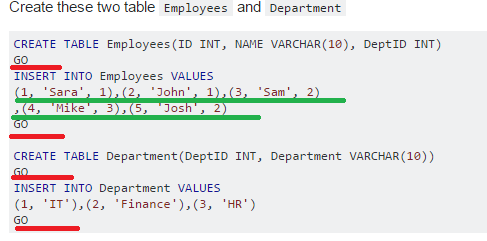 Create these two table Employees and Department
CREATE TABLE Employees(ID INT, NAME VARCHAR(10), DeptID INT)
GO
INSERT INTO Employees VALUES
(1, 'Sara', 1),(2, 'John', 1),(3, 'Sam', 2)
,(4, 'Mike', 3),(5, 'Josh', 2)
GO
CREATE TABLE Department(DeptID INT, Department VARCHAR(10))
GO
INSERT INTO Department VALUES
(1, 'IT'),(2, 'Finance'),(3, 'HR')
GO